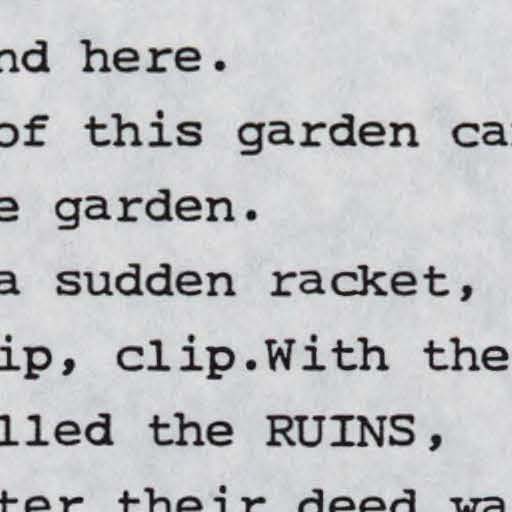 nd here.
of this garden ca
e garden.
a sudden racket,
ip, clip.With the
lled the RUINS,
ter their deed wa